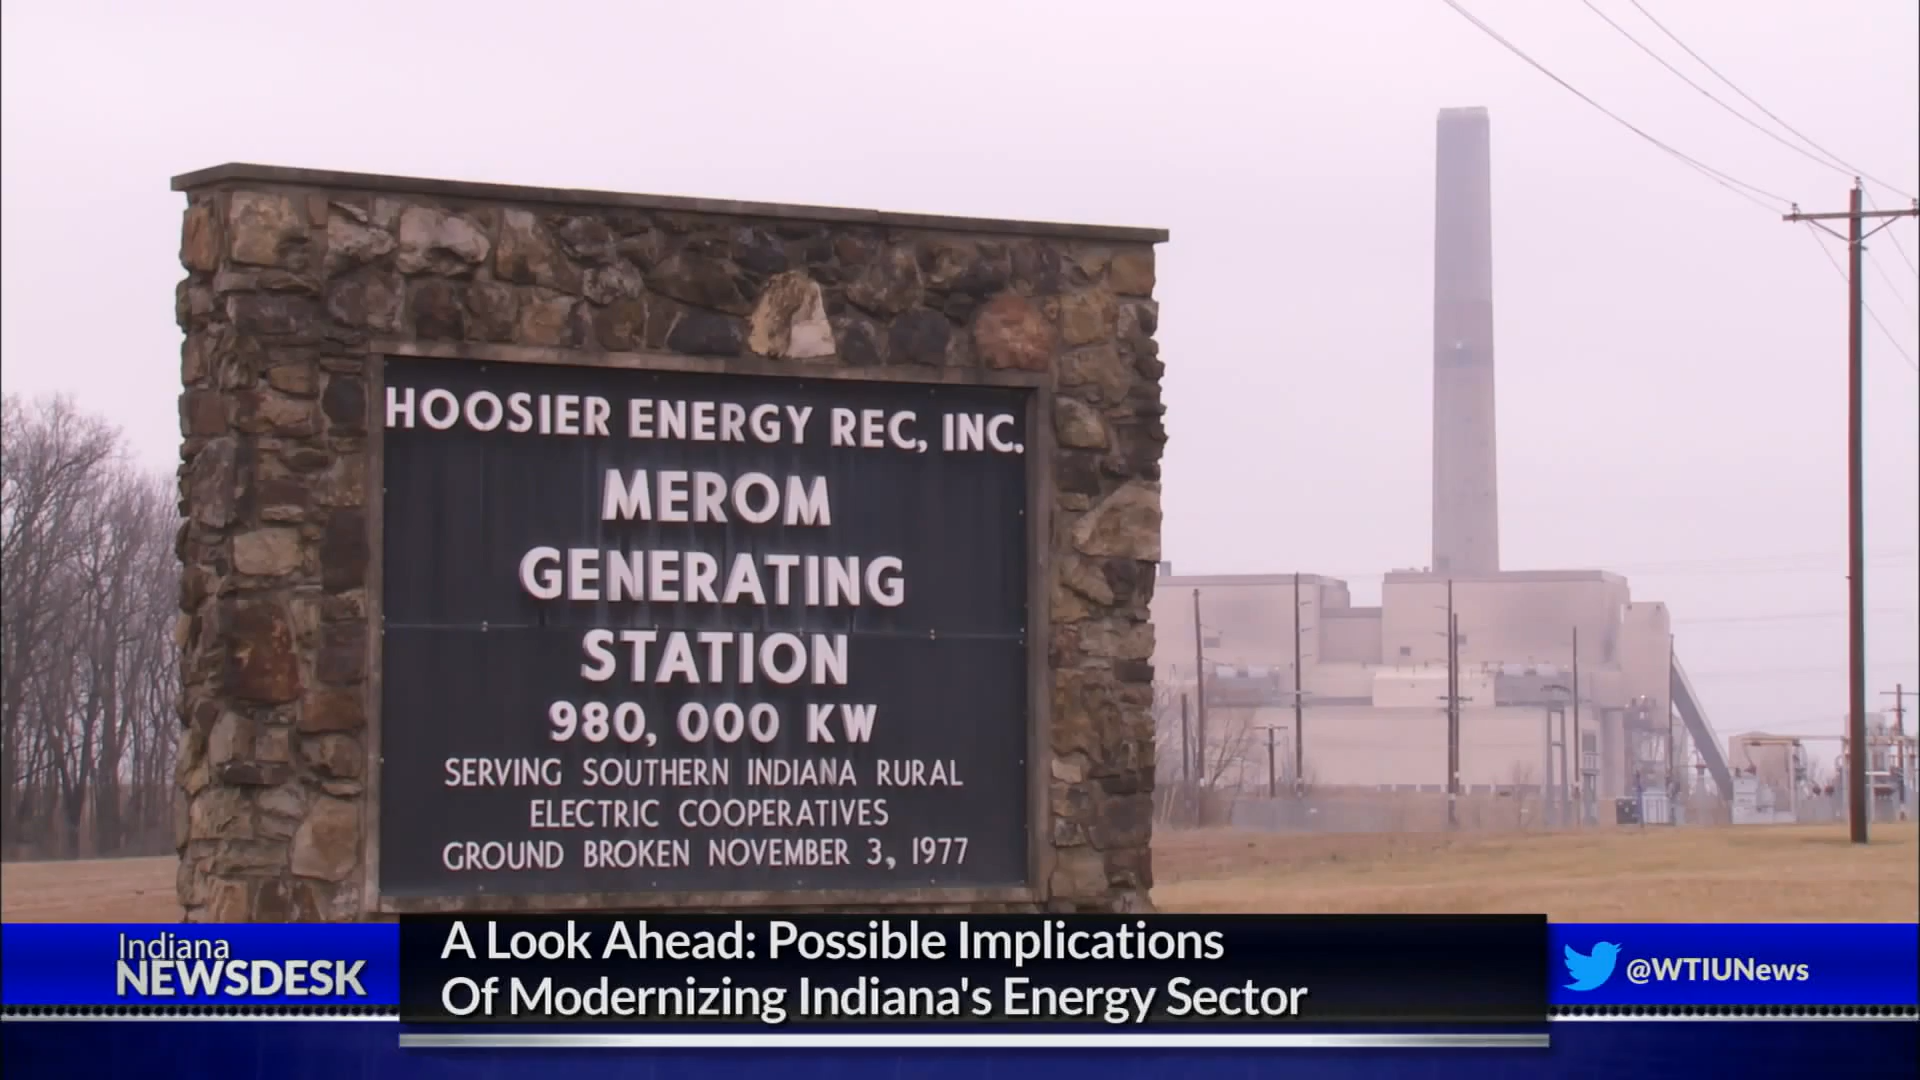 HOOSIER ENERGY REC, INC.
MEROM
GENERATING
STATION
980, 000 KW
SERVING SOUTHERN INDIANA RURAL
ELECTRIC COOPERATIVES
GROUND BROKEN NOVEMBER 3, 1977
Indiana
NEWSDESK
A Look Ahead: Possible Implications
Of Modernizing Indiana's Energy Sector
@WTIUNews